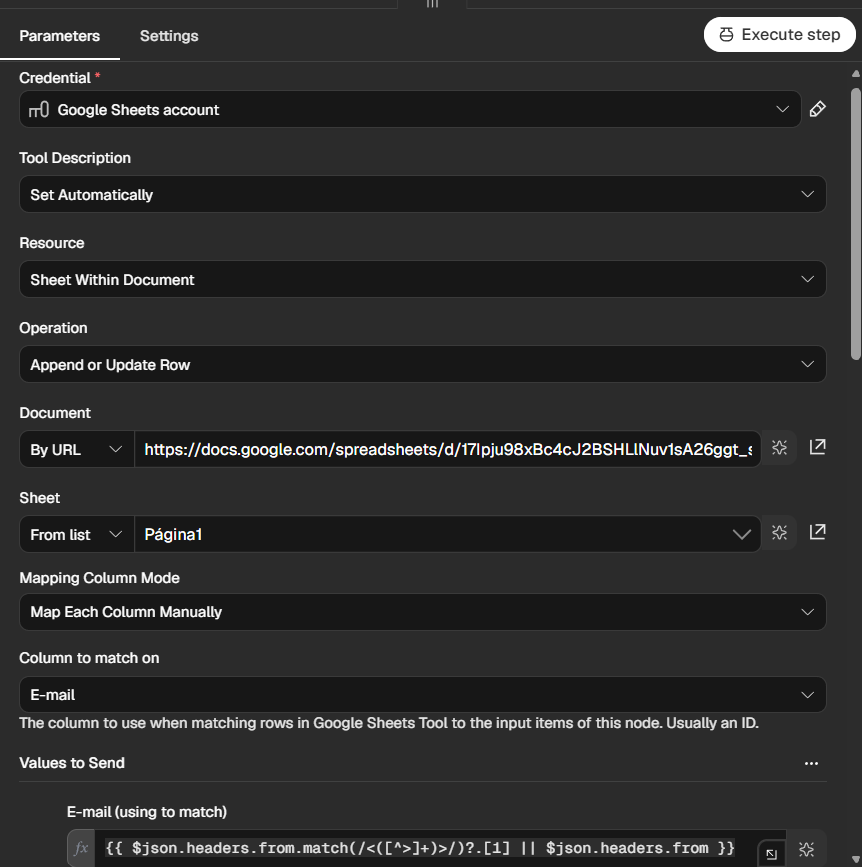 Parameters Settings Execute step
Credential *
Google Sheets account
Tool Description
Set Automatically
Resource
Sheet Within Document
Operation
Append or Update Row
Document
By URL https://docs.google.com/spreadsheets/d/17Ipju98xBc4cJ2BSHLlNuv1sA26ggt_s
Sheet
From list Página1
Mapping Column Mode
Map Each Column Manually
Column to match on
E-mail
The column to use when matching rows in Google Sheets Tool to the input items of this node. Usually an ID.
Values to Send
E-mail (using to match)
fx {{ $json.headers.from.match(/<([^>]+)>/)?.[1] || $json.headers.from }}